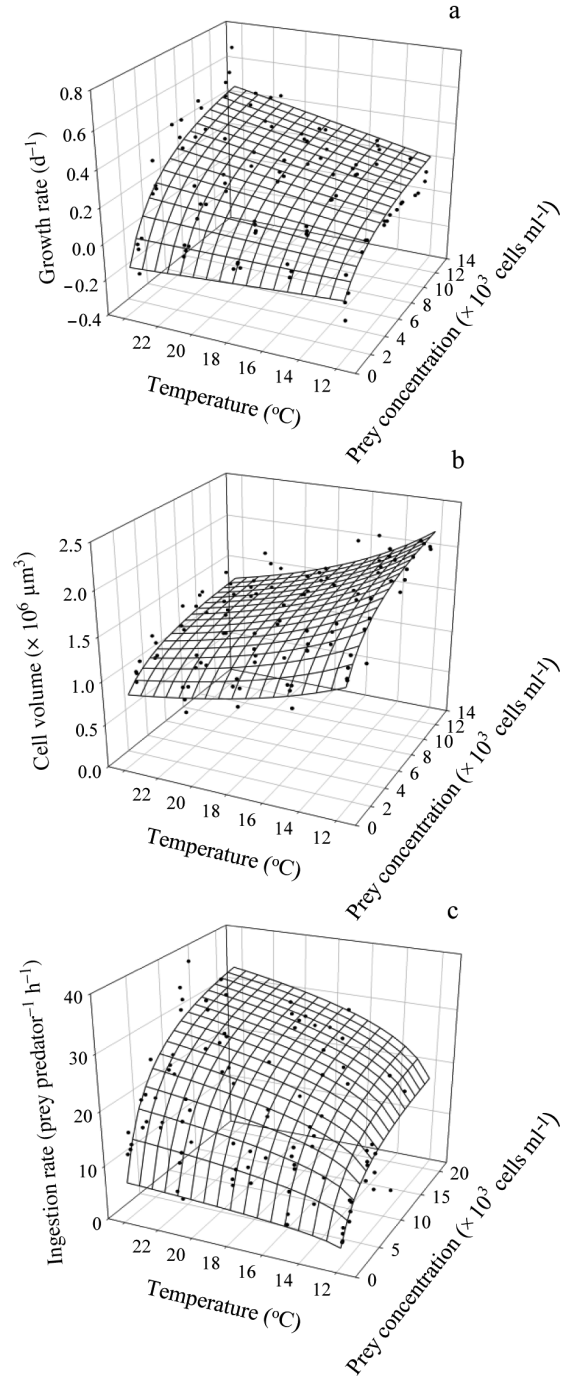 a
0.8
0.6
0.4
0.2
0.0
−0.2
−0.4
Growth rate (d⁻¹)
22 20 18 16 14 12
Temperature (°C)
0 2 4 6 8 10 12 14
Prey concentration (× 10³ cells ml⁻¹)
b
2.5
2.0
1.5
1.0
0.5
0.0
Cell volume (× 10⁶ µm³)
22 20 18 16 14 12
Temperature (°C)
0 2 4 6 8 10 12 14
Prey concentration (× 10³ cells ml⁻¹)
c
40
30
20
10
0
Ingestion rate (prey predator⁻¹ h⁻¹)
22 20 18 16 14 12
Temperature (°C)
0 5 10 15 20
Prey concentration (× 10³ cells ml⁻¹)